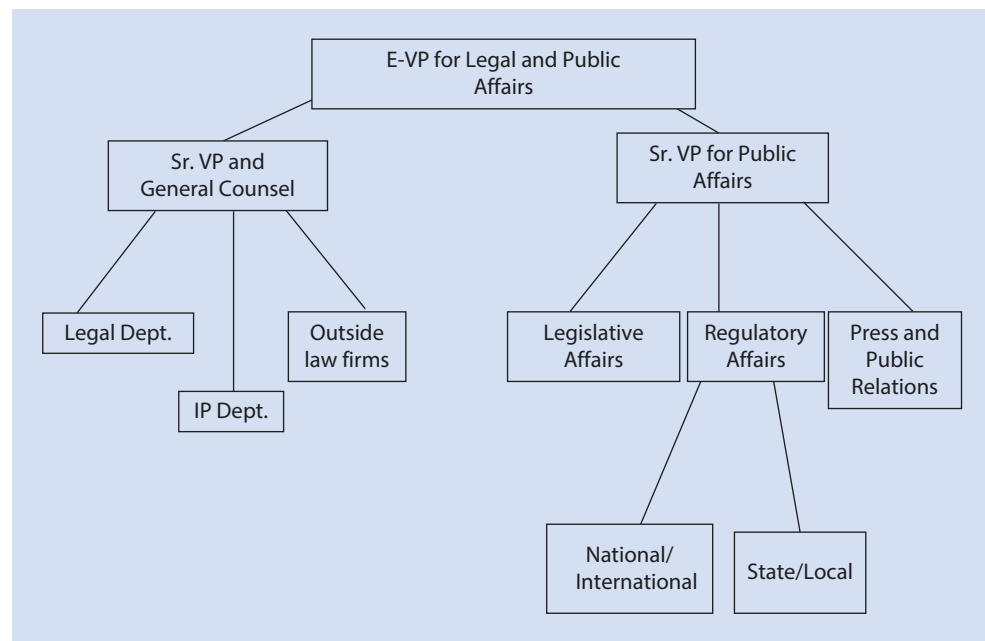 E-VP for Legal and Public
Affairs
Sr. VP and
General Counsel
Sr. VP for Public
Affairs
Legal Dept.
IP Dept.
Outside
law firms
Legislative
Affairs
Regulatory
Affairs
Press and
Public
Relations
National/
International
State/Local